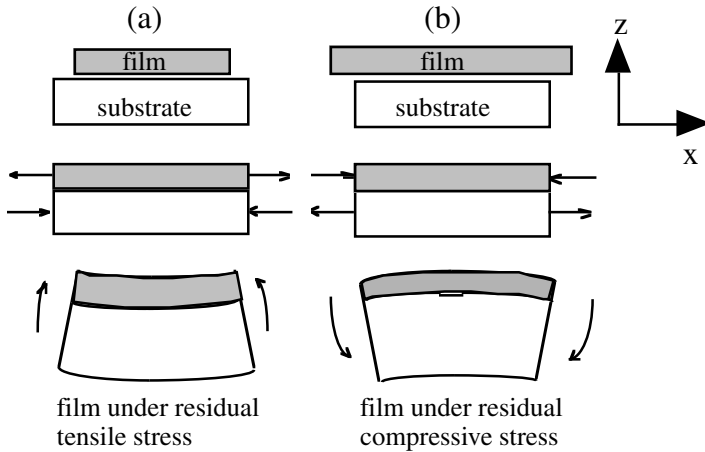 (a)
(b)
film
substrate
film
substrate
z
x
film under residual
tensile stress
film under residual
compressive stress